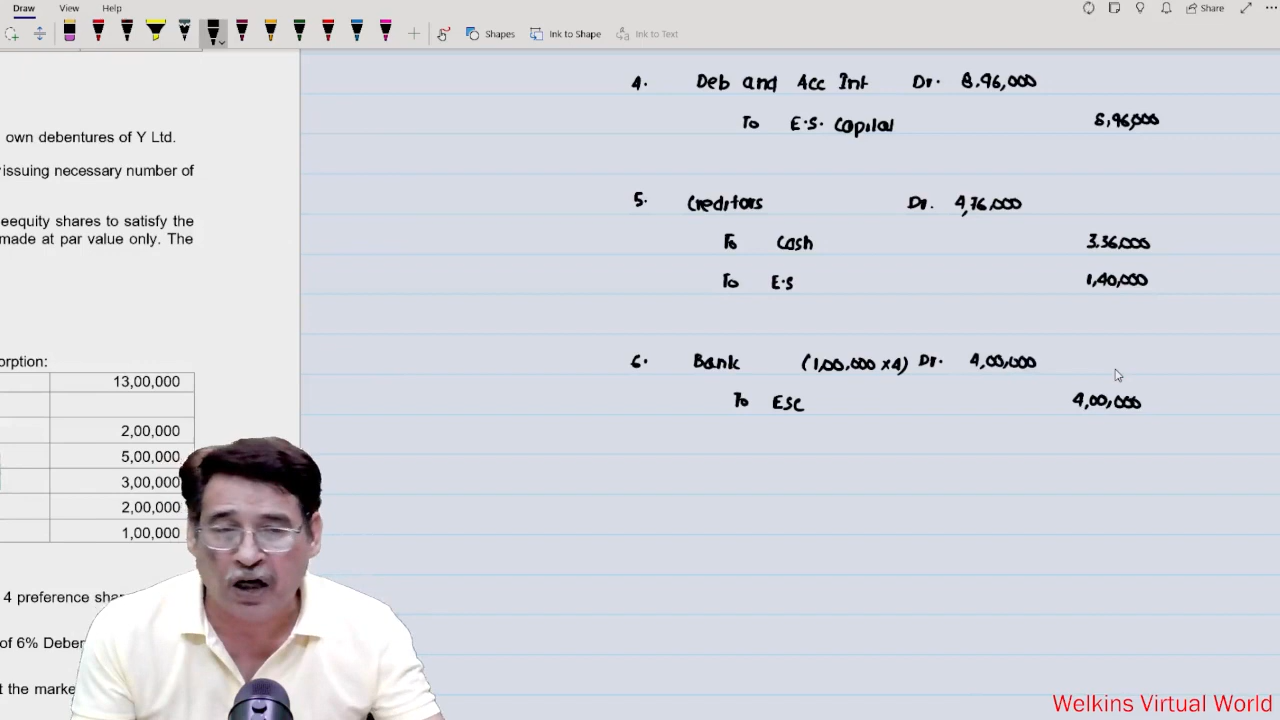 Draw View Help
Share
Shapes Ink to Shape Ink to Text
own debentures of Y Ltd.
issuing necessary number of
equity shares to satisfy the
made at par value only. The
orption:
13,00,000
2,00,000
5,00,000
3,00,000
2,00,000
1,00,000
4 preference
of 6%
t the
4. Deb and Acc Int Dr. 8,96,000
To E.S. Capital 8,96,000
5. Creditors Dr. 4,76,000
To Cash 3,36,000
To E.S 1,40,000
6. Bank (1,00,000 x4) Dr. 4,00,000
To ESC 4,00,000
Welkins Virtual World